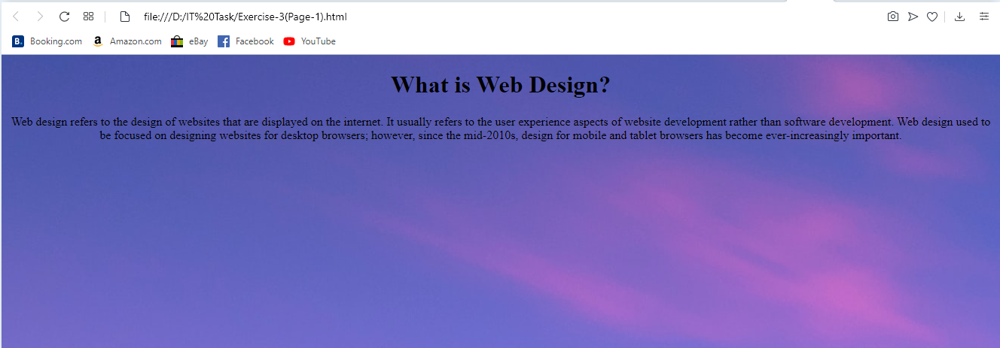 file:///D:/IT%20Task/Exercise-3(Page-1).html
B. Booking.com a Amazon.com eBay f Facebook YouTube
What is Web Design?
Web design refers to the design of websites that are displayed on the internet. It usually refers to the user experience aspects of website development rather than software development. Web design used to
be focused on designing websites for desktop browsers; however, since the mid-2010s, design for mobile and tablet browsers has become ever-increasingly important.